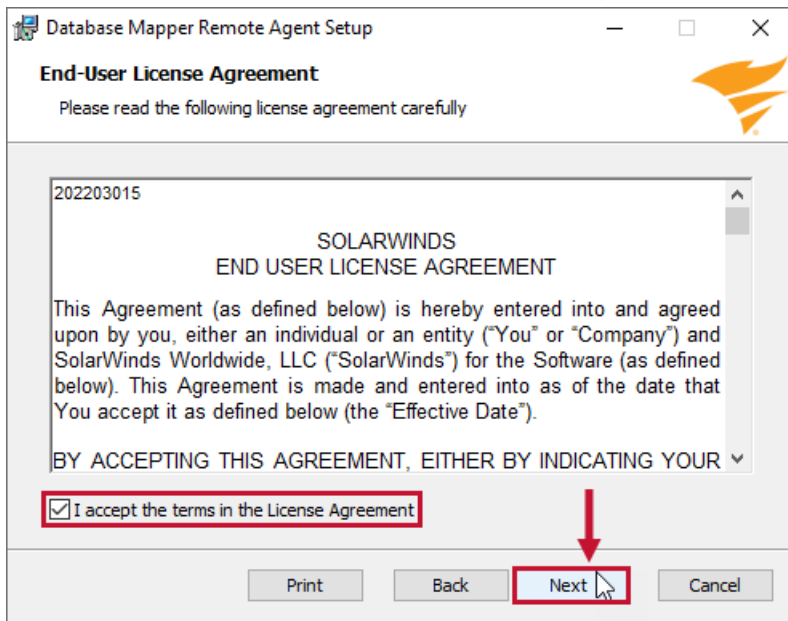 Database Mapper Remote Agent Setup
End-User License Agreement
Please read the following license agreement carefully
202203015
SOLARWINDS
END USER LICENSE AGREEMENT
This Agreement (as defined below) is hereby entered into and agreed
upon by you, either an individual or an entity (“You” or “Company”) and
SolarWinds Worldwide, LLC (“SolarWinds”) for the Software (as defined
below). This Agreement is made and entered into as of the date that
You accept it as defined below (the “Effective Date”).
BY ACCEPTING THIS AGREEMENT, EITHER BY INDICATING YOUR
I accept the terms in the License Agreement
Print Back Next Cancel